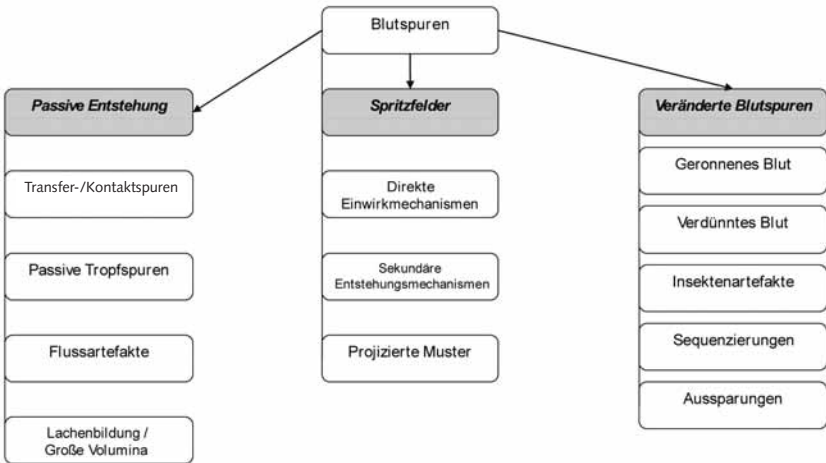 Blutspuren
Passive Entstehung
Transfer-/Kontaktspuren
Passive Tropfspuren
Flussartefakte
Lachenbildung /
Große Volumina
Spritzfelder
Direkte
Einwirkmechanismen
Sekundäre
Entstehungsmechanismen
Projizierte Muster
Veränderte Blutspuren
Geronnenes Blut
Verdünntes Blut
Insektenartefakte
Sequenzierungen
Aussparungen